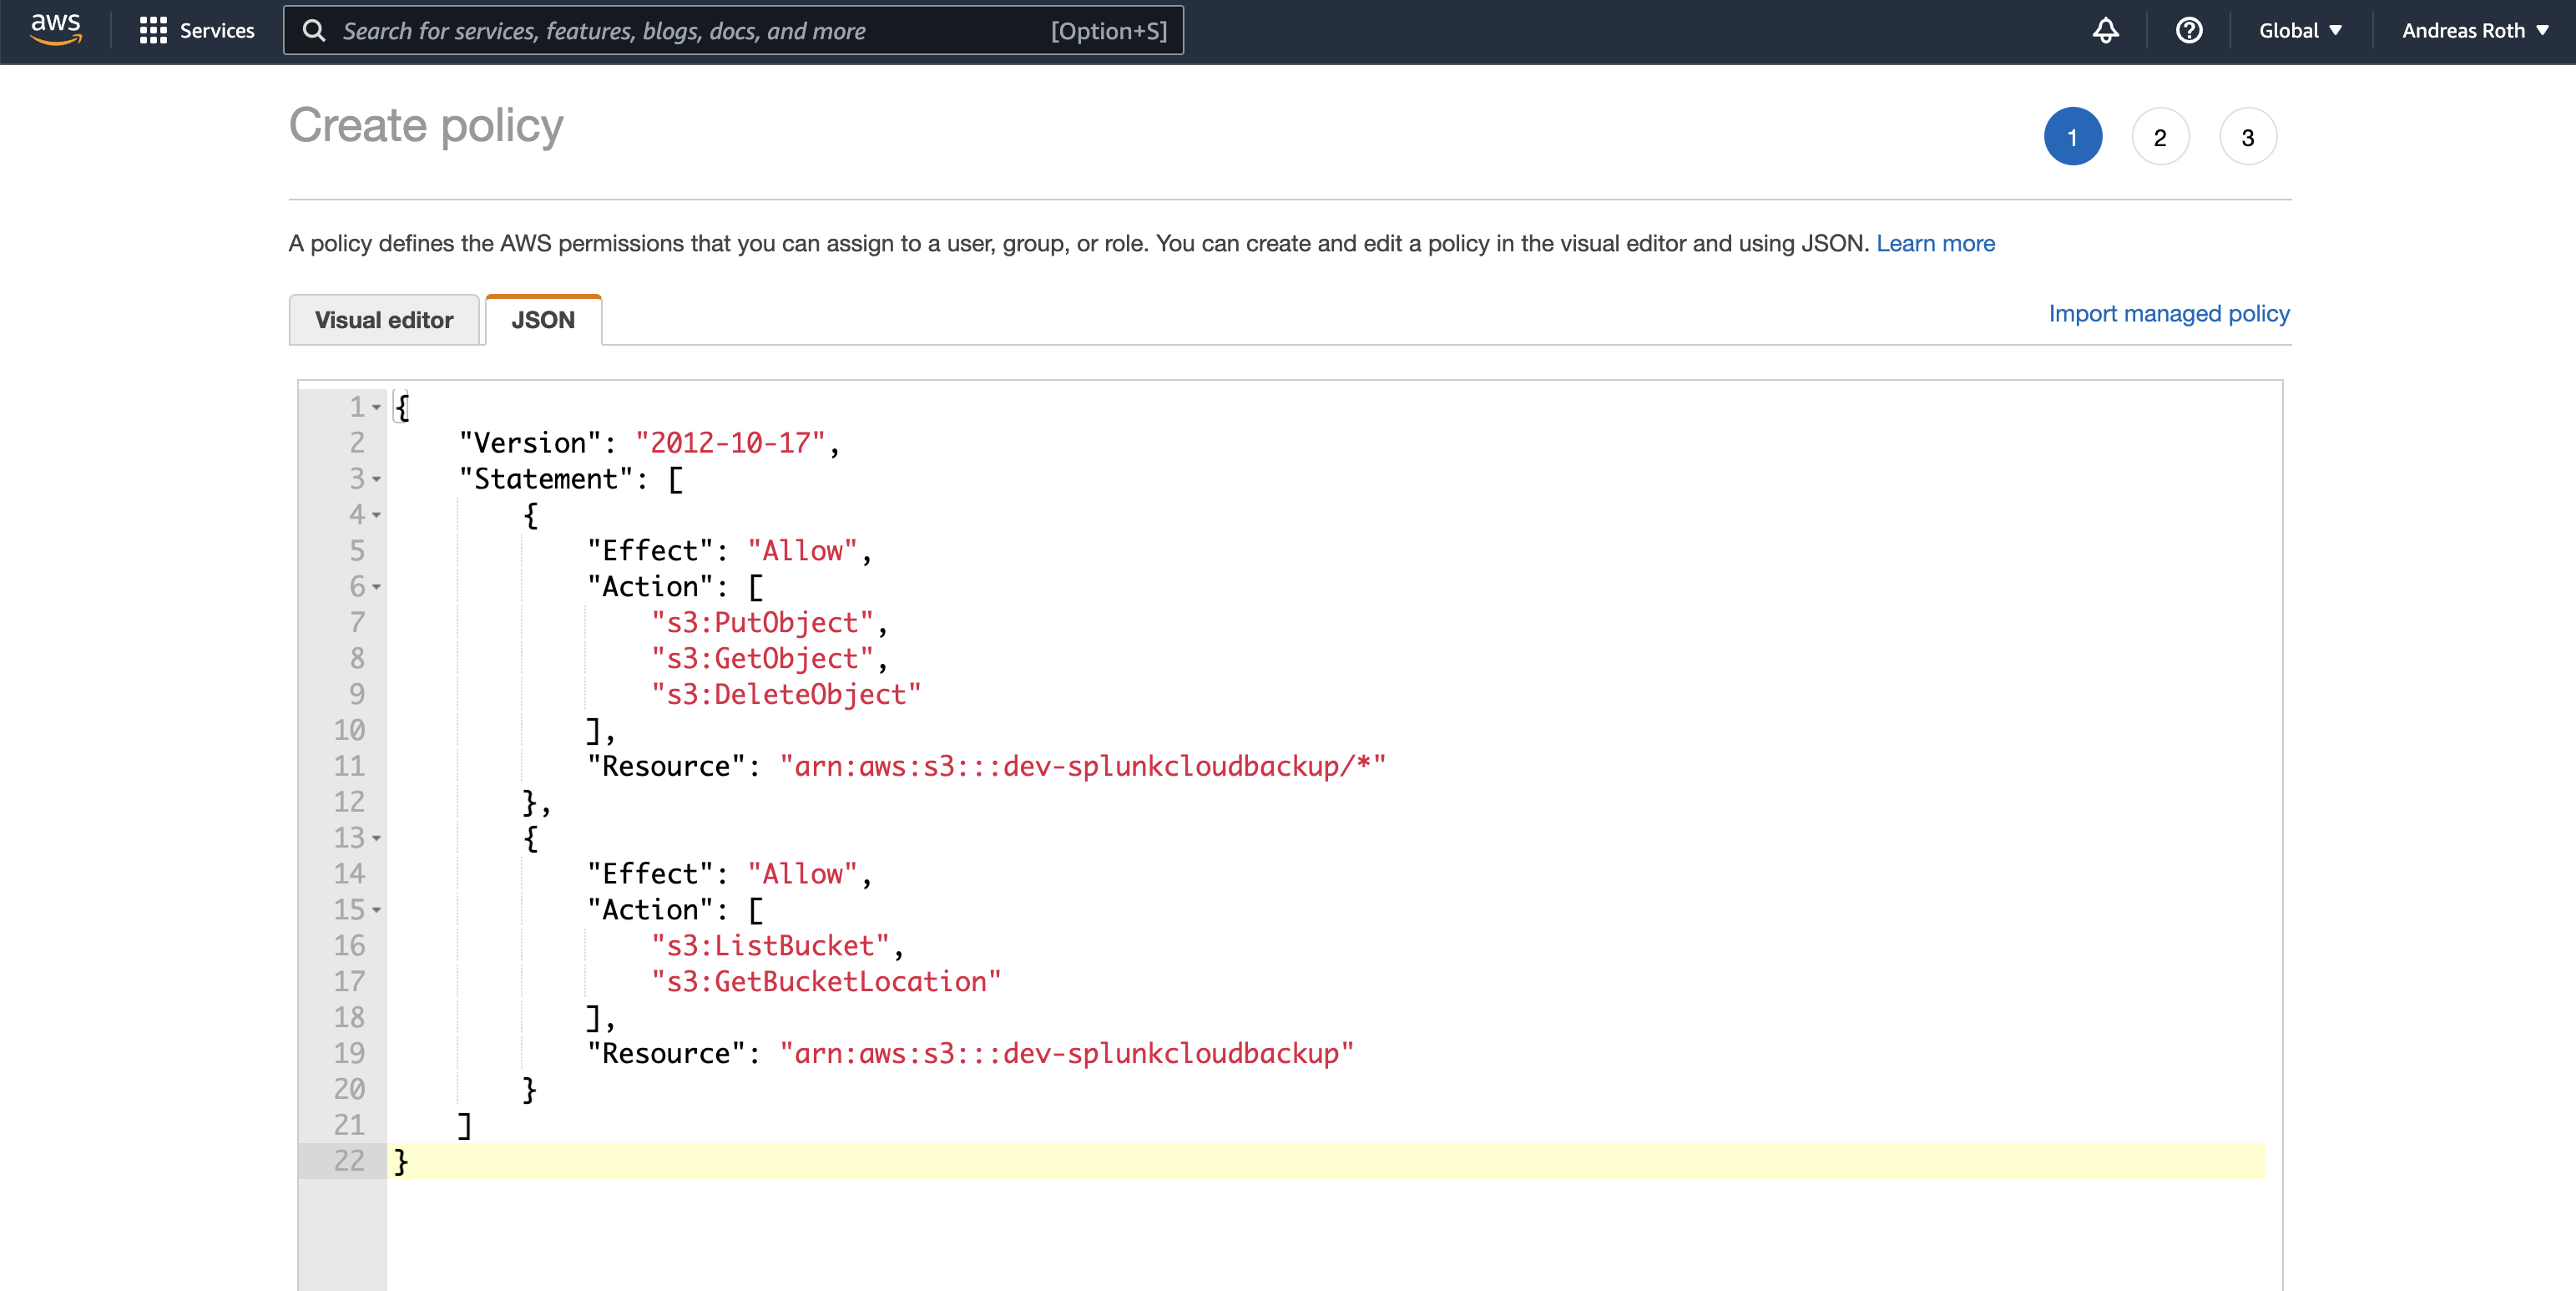 aws Services Search for services, features, blogs, docs, and more [Option+S] Global Andreas Roth
Create policy
1 2 3
A policy defines the AWS permissions that you can assign to a user, group, or role. You can create and edit a policy in the visual editor and using JSON. Learn more
Visual editor JSON Import managed policy
1 {
2 "Version": "2012-10-17",
3 "Statement": [
4 {
5 "Effect": "Allow",
6 "Action": [
7 "s3:PutObject",
8 "s3:GetObject",
9 "s3:DeleteObject"
10 ],
11 "Resource": "arn:aws:s3:::dev-splunkcloudbackup/*"
12 },
13 {
14 "Effect": "Allow",
15 "Action": [
16 "s3:ListBucket",
17 "s3:GetBucketLocation"
18 ],
19 "Resource": "arn:aws:s3:::dev-splunkcloudbackup"
20 }
21 ]
22 }